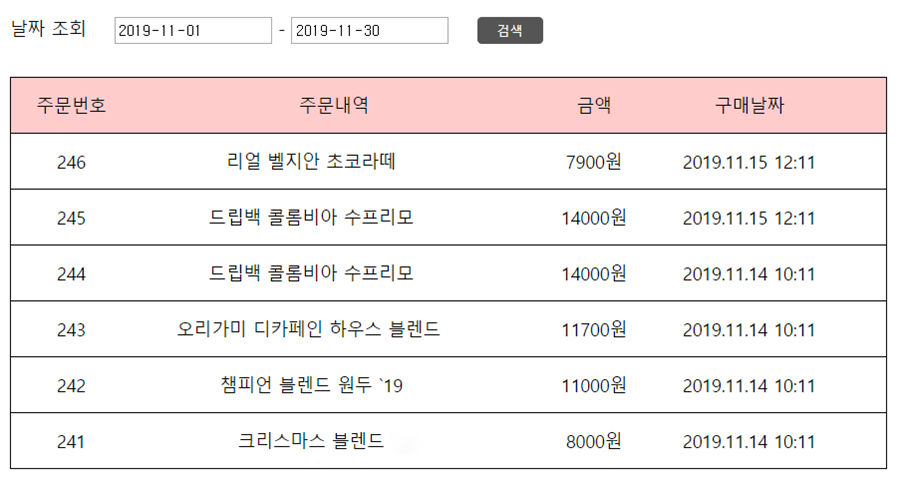 날짜 조회 2019-11-01 - 2019-11-30 검색
주문번호 주문내역 금액 구매날짜
246 리얼 벨지안 초코라떼 7900원 2019.11.15 12:11
245 드립백 콜롬비아 수프리모 14000원 2019.11.15 12:11
244 드립백 콜롬비아 수프리모 14000원 2019.11.14 10:11
243 오리가미 디카페인 하우스 블렌드 11700원 2019.11.14 10:11
242 챔피언 블렌드 원두 `19 11000원 2019.11.14 10:11
241 크리스마스 블렌드 8000원 2019.11.14 10:11